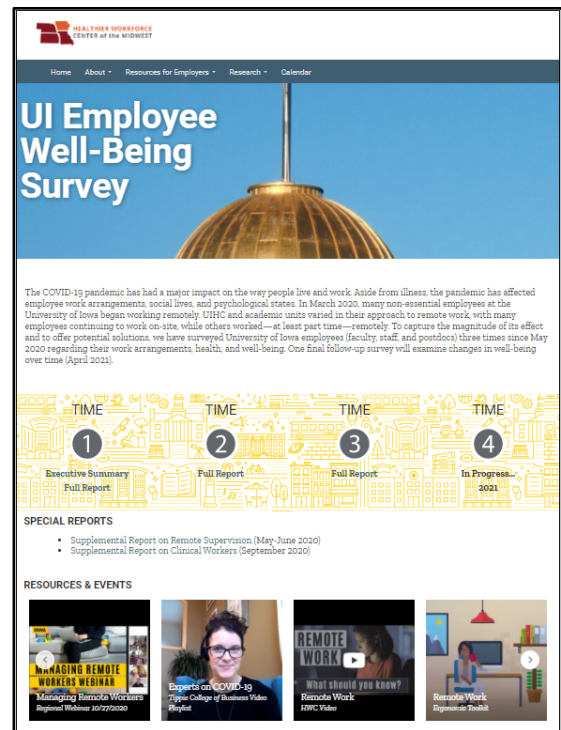 HEALTHIER WORKFORCE
CENTER of the MIDWEST
Home About Resources for Employers Research Calendar
UI Employee
Well-Being
Survey
The COVID-19 pandemic has had a major impact on the way people live and work. Aside from illness, the pandemic has affected
employee work arrangements, social lives, and psychological states. In March 2020, many non-essential employees at the
University of Iowa began working remotely. UIHC and academic units varied in their approach to remote work, with many
employees continuing to work on-site, while others worked—at least part time—remotely. To capture the magnitude of its effect
and to offer potential solutions, we have surveyed University of Iowa employees (faculty, staff, and postdocs) three times since May
2020 regarding their work arrangements, health, and well-being. One final follow-up survey will examine changes in well-being
over time (April 2021).
TIME TIME TIME TIME
1 2 3 4
Executive Summary Full Report Full Report In Progress...
Full Report 2021
SPECIAL REPORTS
• Supplemental Report on Remote Supervision (May-June 2020)
• Supplemental Report on Clinical Workers (September 2020)
RESOURCES & EVENTS
MANAGING REMOTE
WORKERS WEBINAR
Managing Remote Workers
Regional Webinar 10/27/2020
Experts on COVID-19
Tippie College of Business Video
Playlist
REMOTE
WORK
What should you know?
Remote Work
HWC Video
Remote Work
Ergonomic Toolkit